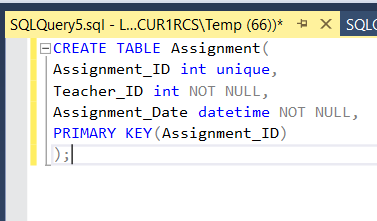 SQLQuery5.sql - L...CUR1RCS\Temp (66))* SQLQ
CREATE TABLE Assignment(
Assignment_ID int unique,
Teacher_ID int NOT NULL,
Assignment_Date datetime NOT NULL,
PRIMARY KEY(Assignment_ID)
);